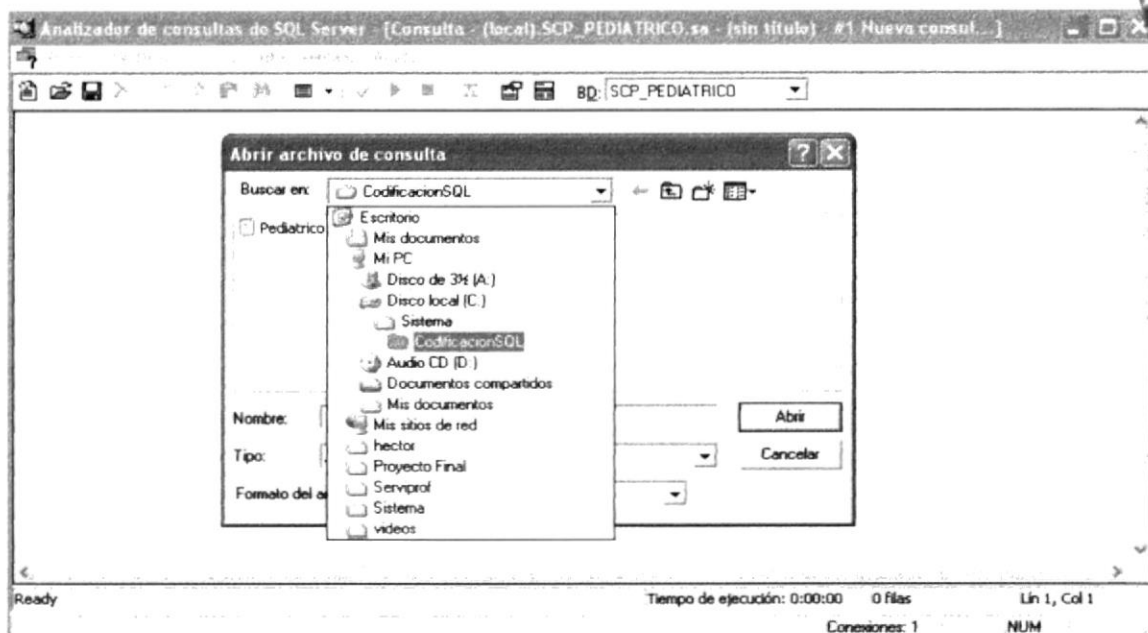 Analizador de consultas de SQL Server - [Consulta - (local).SCP_PEDIATRICO.sa - (sin título) - #1 Nueva consul...]
BD: SCP_PEDIATRICO
Abrir archivo de consulta
Buscar en: CodificacionSQL
Pediatrico
Escritorio
Mis documentos
Mi PC
Disco de 3½ (A:)
Disco local (C:)
Sistema
CodificacionSQL
Audio CD (D:)
Documentos compartidos
Mis documentos
Mis sitios de red
hector
Proyecto Final
Serviprof
Sistema
videos
Nombre:
Abrir
Tipo:
Cancelar
Formato del a
Ready
Tiempo de ejecución: 0:00:00 0 filas Lín 1, Col 1
Conexiones: 1 NUM